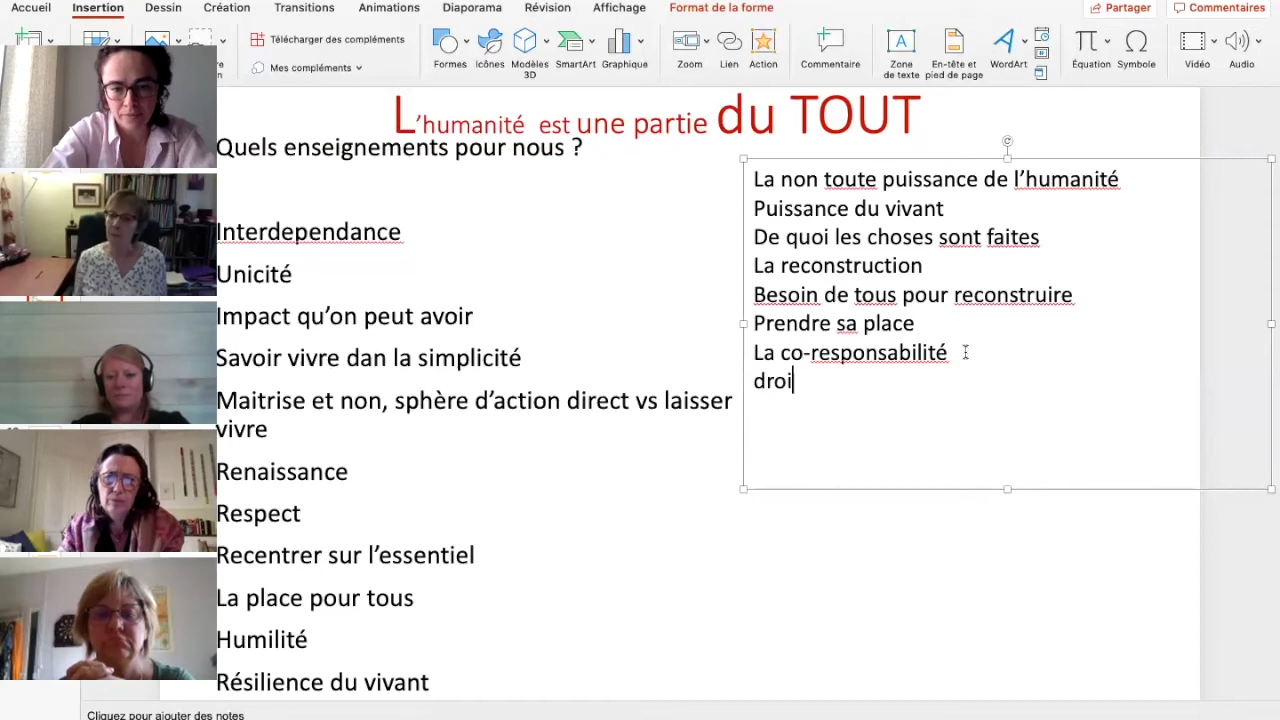 Accueil Insertion Dessin Création Transitions Animations Diaporama Révision Affichage Format de la forme Partager Commentaires
Télécharger des compléments
Mes compléments
Formes Icônes Modèles 3D SmartArt Graphique Zoom Lien Action Commentaire Zone de texte En-tête et pied de page WordArt Équation Symbole Vidéo Audio
L'humanité est une partie du TOUT
Quels enseignements pour nous ?
Interdependance
Unicité
Impact qu'on peut avoir
Savoir vivre dan la simplicité
Maitrise et non, sphère d'action direct vs laisser
vivre
Renaissance
Respect
Recentrer sur l'essentiel
La place pour tous
Humilité
Résilience du vivant
La non toute puissance de l'humanité
Puissance du vivant
De quoi les choses sont faites
La reconstruction
Besoin de tous pour reconstruire
Prendre sa place
La co-responsabilité
droi
Cliquez pour ajouter des notes